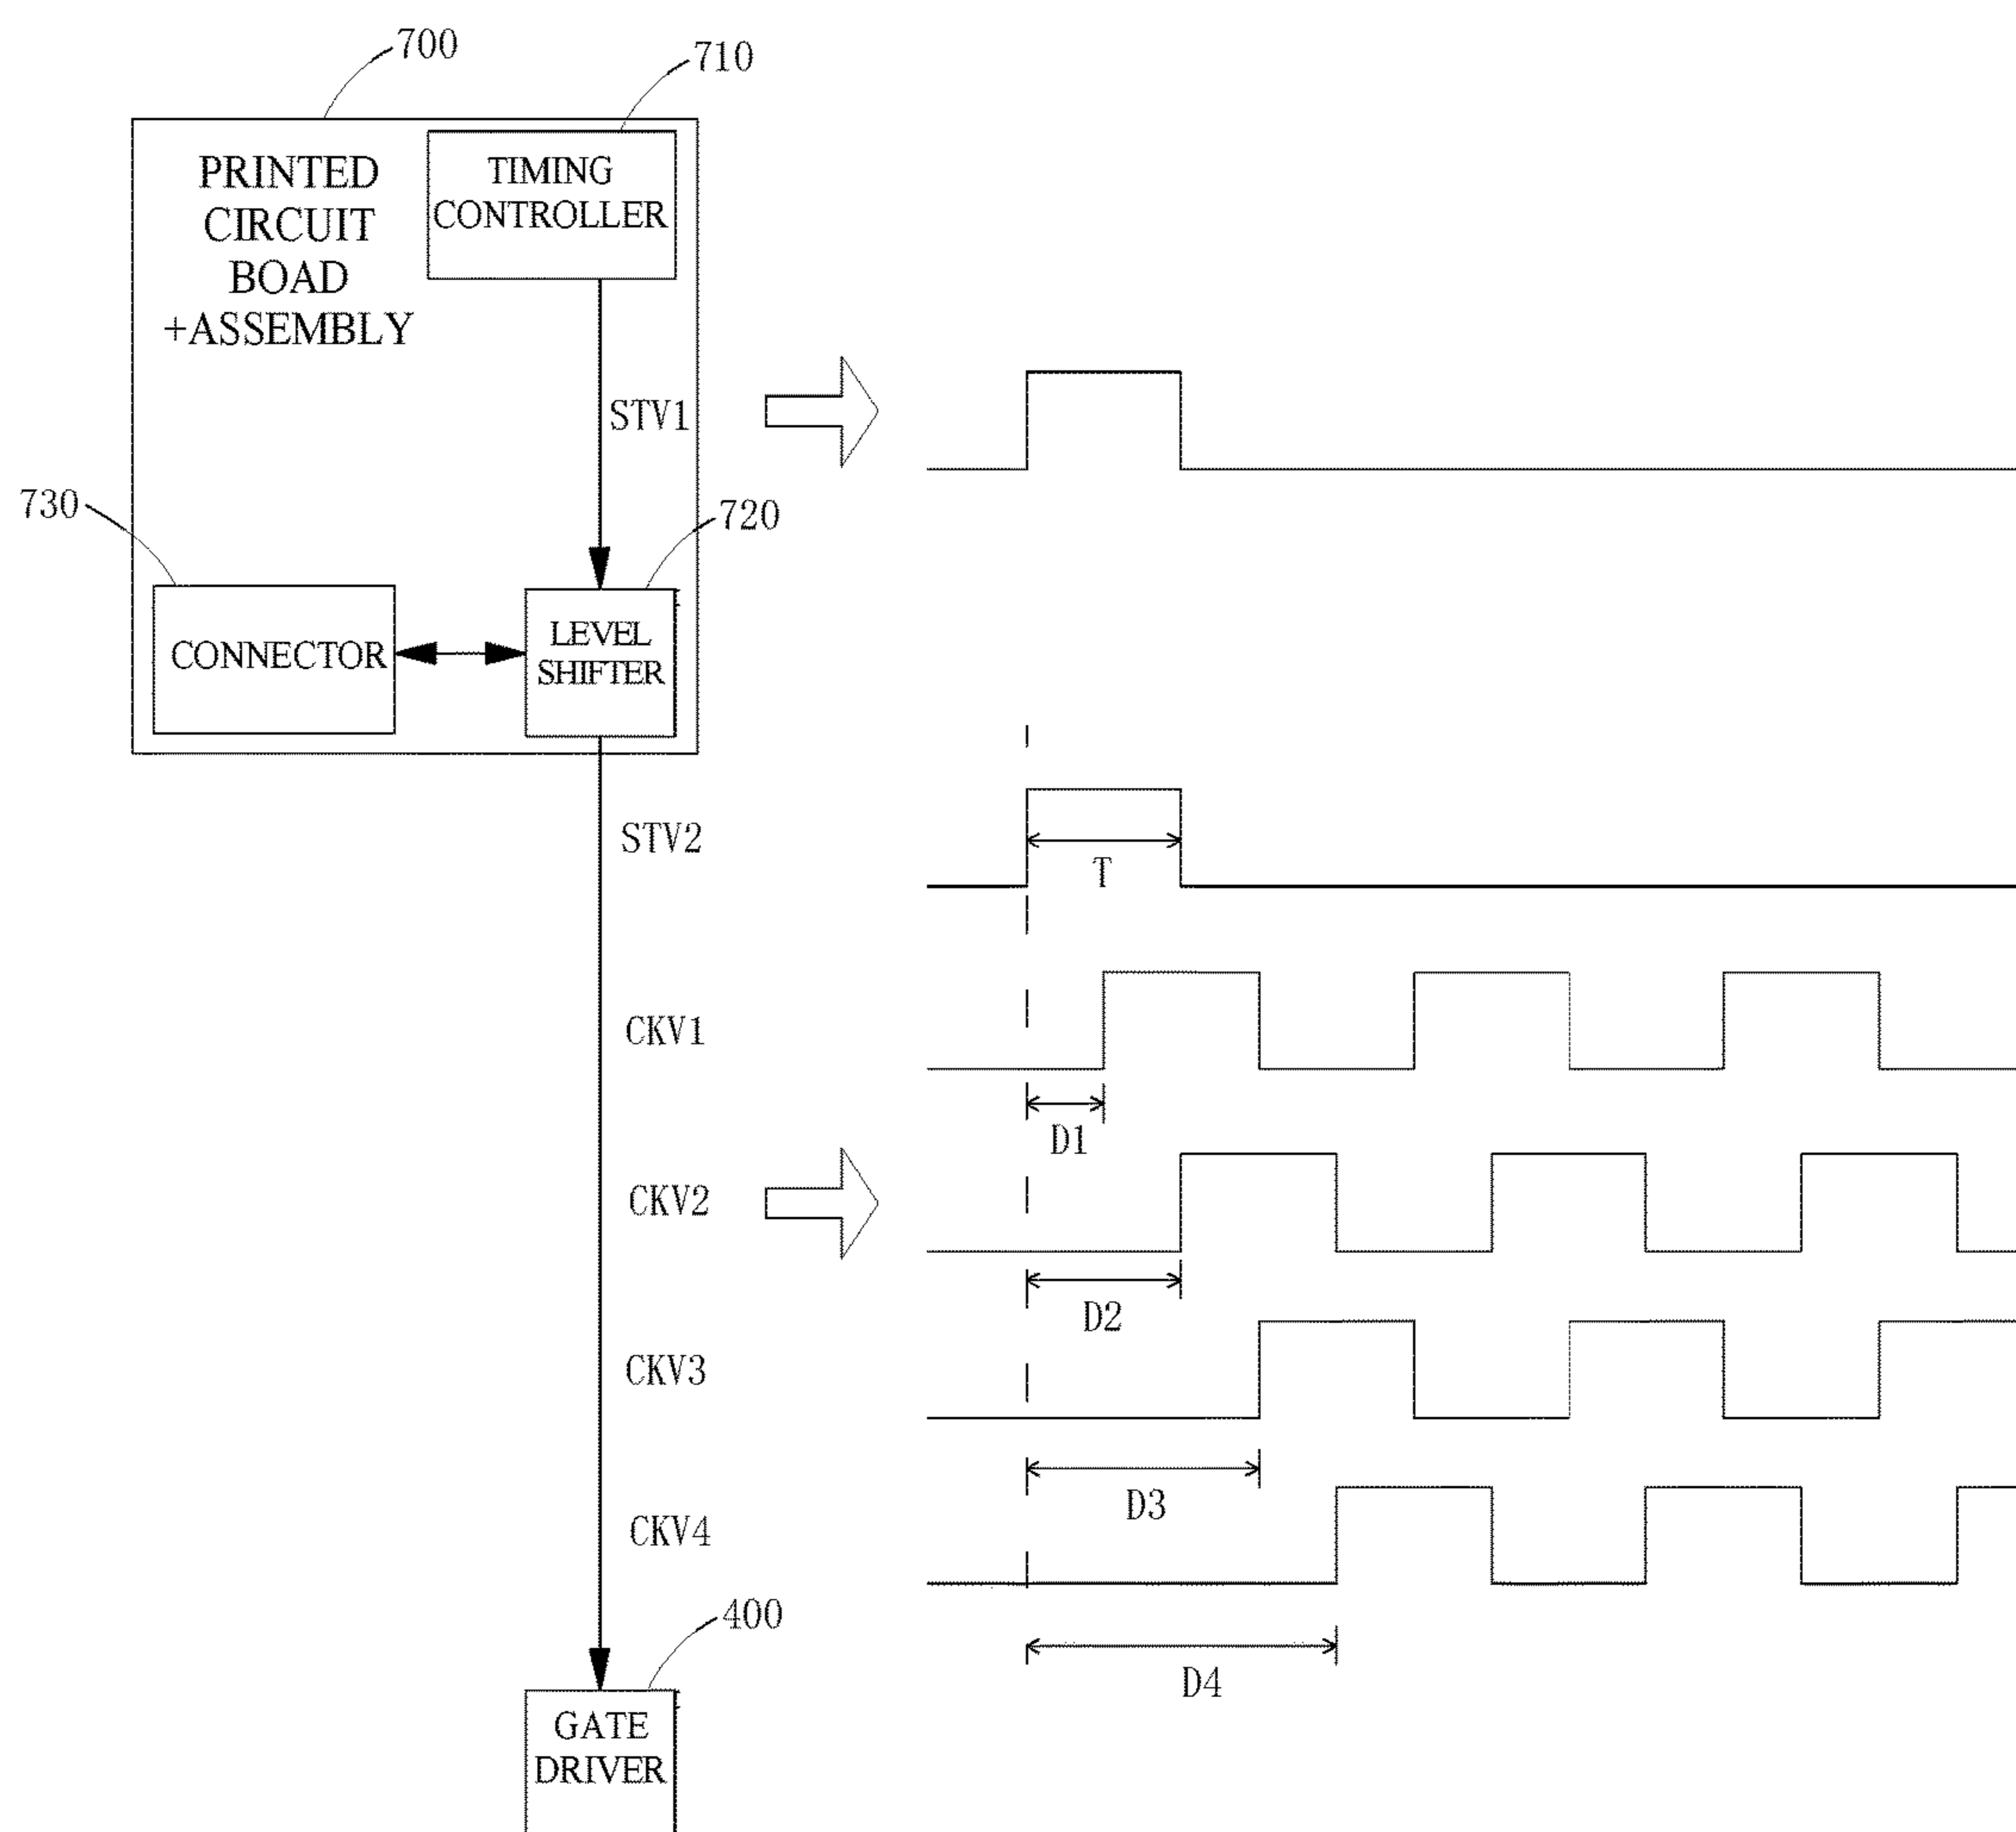 700
710
PRINTED
CIRCUIT
BOAD
+ASSEMBLY
TIMING
CONTROLLER
STV1
730
720
CONNECTOR
LEVEL
SHIFTER
STV2
T
CKV1
D1
CKV2
D2
CKV3
D3
CKV4
400
D4
GATE
DRIVER